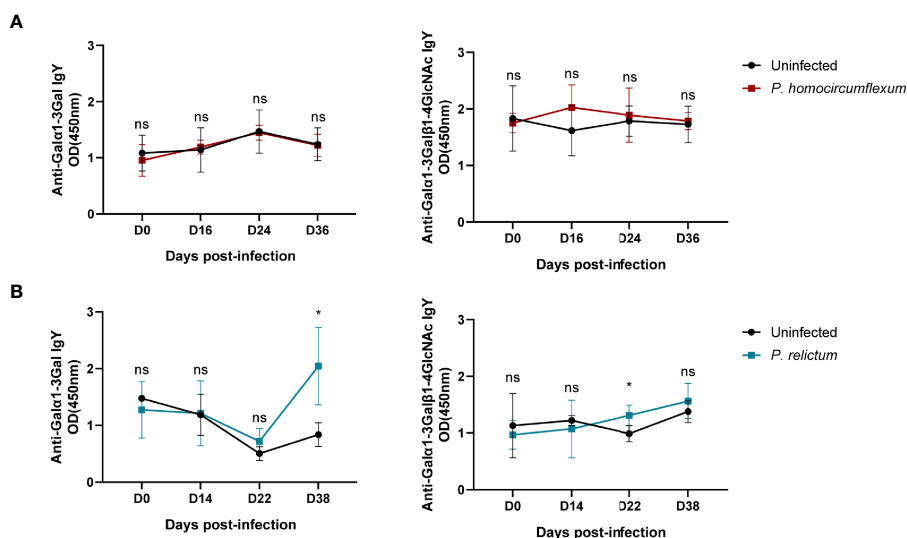 A
Anti-Galα1-3Gal IgY
OD(450nm)
3
2
1
0
ns
ns
ns
ns
D0
D16
D24
D36
Days post-infection
Anti-Galα1-3Galβ1-4GlcNAc IgY
OD(450nm)
3
2
1
0
ns
ns
ns
ns
D0
D16
D24
D36
Days post-infection
Uninfected
P. homocircumflexum
B
Anti-Galα1-3Gal IgY
OD(450nm)
3
2
1
0
ns
ns
ns
*
D0
D14
D22
D38
Days post-infection
Anti-Galα1-3Galβ1-4GlcNAc IgY
OD(450nm)
3
2
1
0
ns
ns
*
ns
D0
D14
D22
D38
Days post-infection
Uninfected
P. relictum